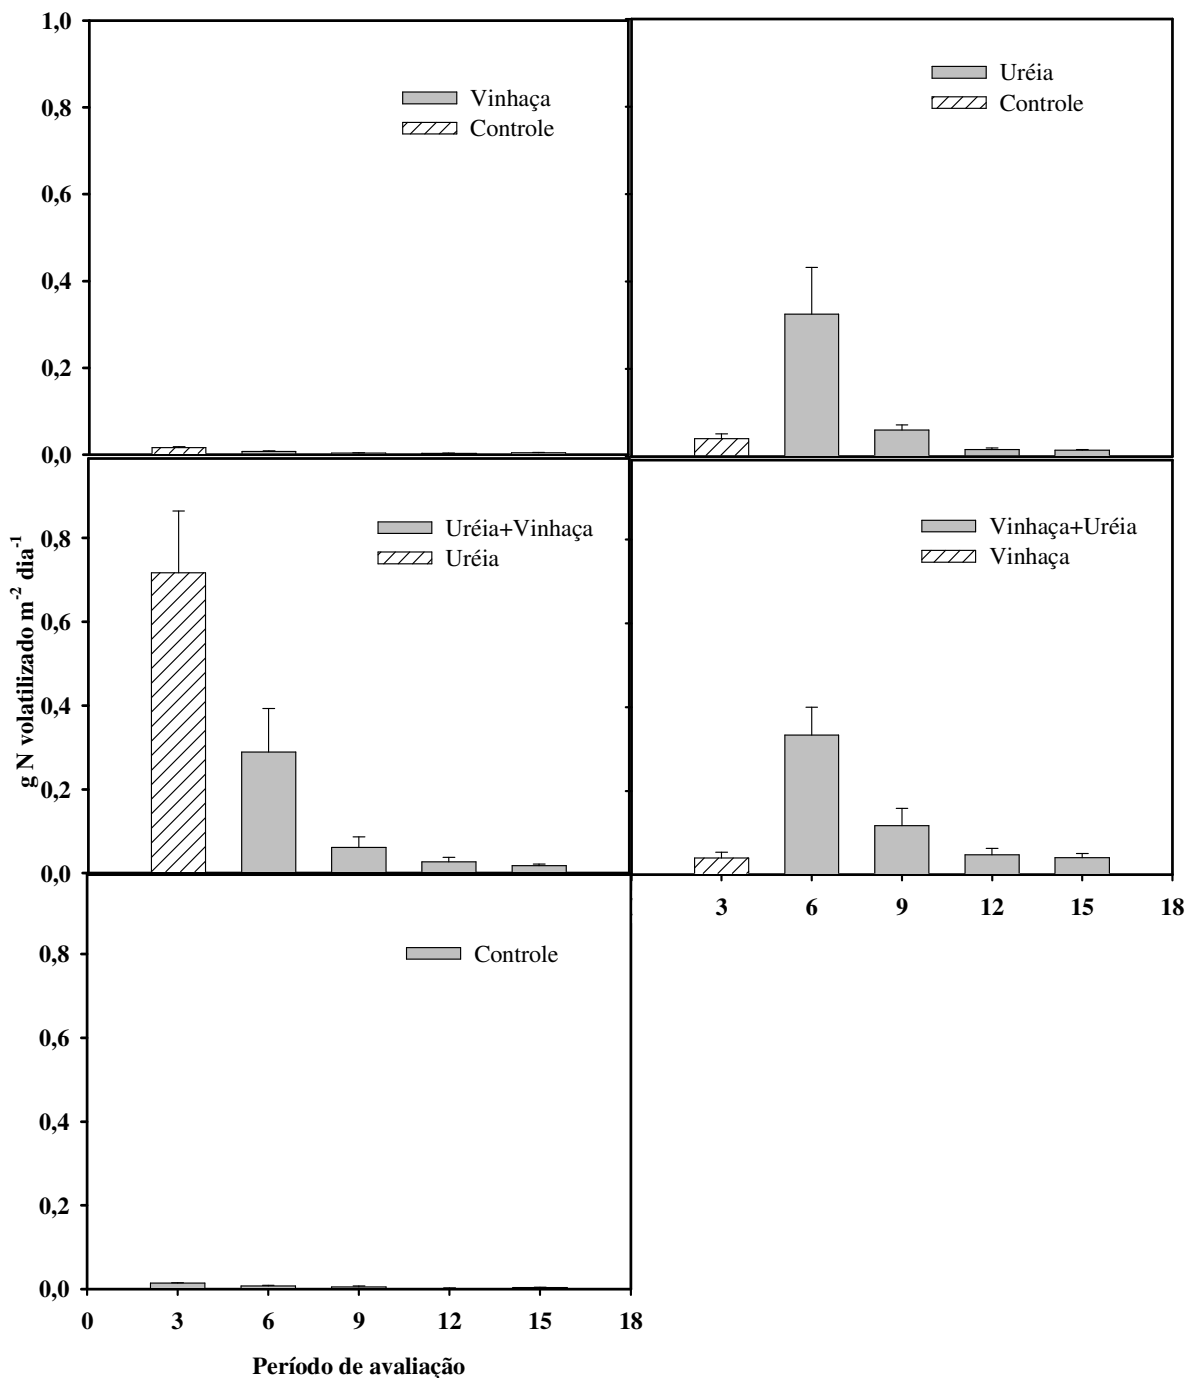 1,0
0,8
0,6
0,4
0,2
0,0
Vinhaça
Controle
Uréia
Controle
g N volatilizado m⁻² dia⁻¹
0,8
0,6
0,4
0,2
0,0
Uréia+Vinhaça
Uréia
Vinhaça+Uréia
Vinhaça
3 6 9 12 15 18
0,8
0,6
0,4
0,2
0,0
Controle
0 3 6 9 12 15 18
Período de avaliação